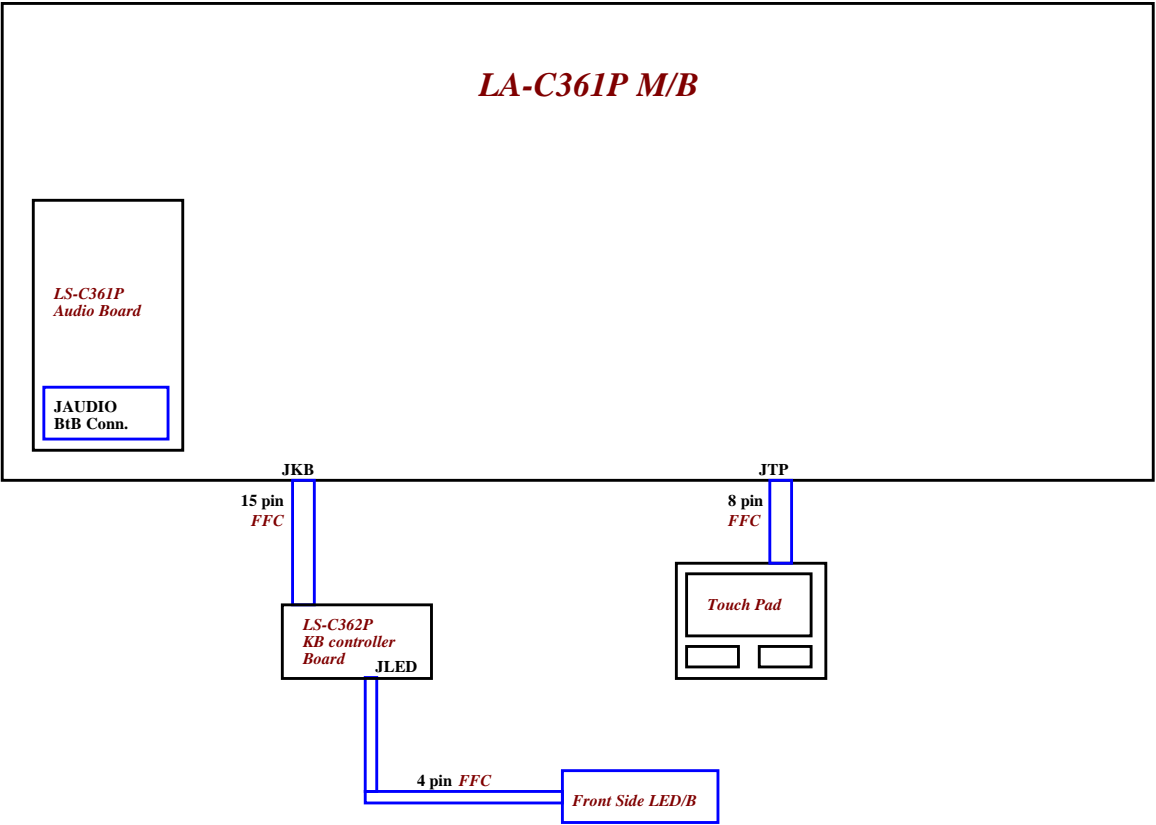 LA-C361P M/B
LS-C361P
Audio Board
JAUDIO
BtB Conn.
JKB
JTP
15 pin
FFC
8 pin
FFC
Touch Pad
LS-C362P
KB controller
Board
JLED
4 pin FFC
Front Side LED/B